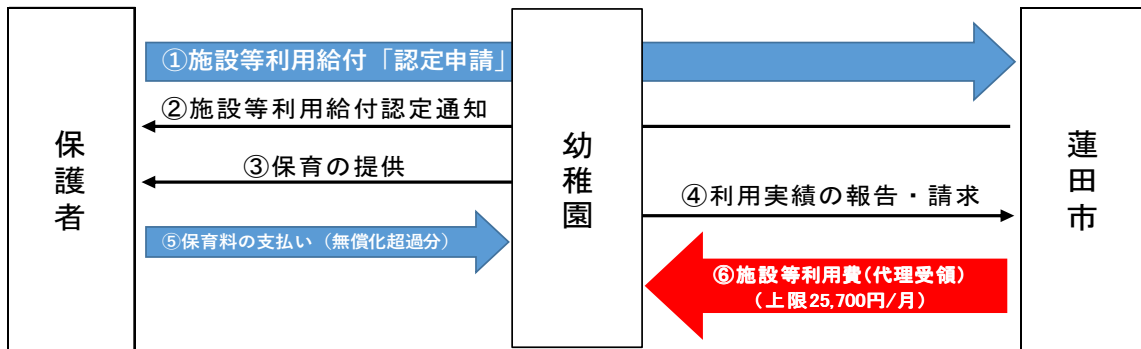 保護者
幼稚園
蓮田市
①施設等利用給付「認定申請」
②施設等利用給付認定通知
③保育の提供
④利用実績の報告・請求
⑤保育料の支払い（無償化超過分）
⑥施設等利用費(代理受領)
（上限25,700円/月）